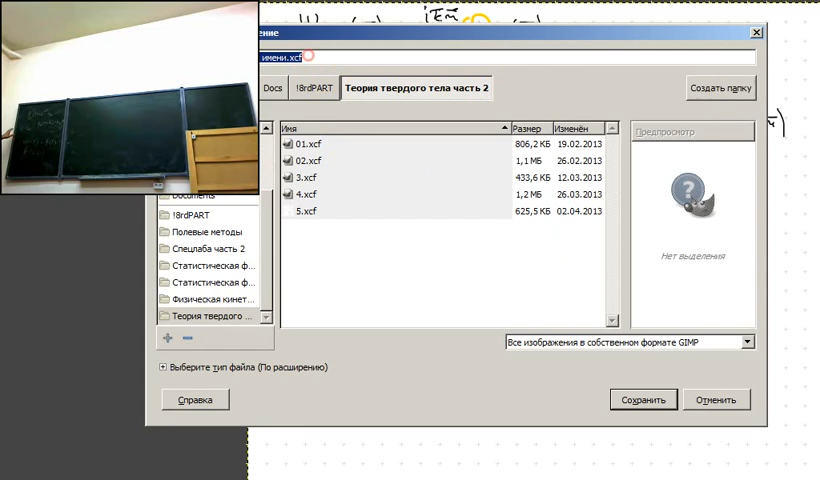 ение
имени.xcf
Docs !8rdPART Теория твердого тела часть 2 Создать папку
Имя Размер Изменён Предпросмотр
01.xcf 806,2 КБ 19.02.2013
02.xcf 1,1 МБ 26.02.2013
3.xcf 433,6 КБ 12.03.2013
4.xcf 1,2 МБ 26.03.2013
5.xcf 625,5 КБ 02.04.2013
Documents
!8rdPART
Полевые методы
Спецлаба часть 2
Статистическая ф...
Статистическая ф...
Физическая кинет...
Теория твердого ...
Нет выделения
Все изображения в собственном формате GIMP
Выберите тип файла (По расширению)
Справка Сохранить Отменить